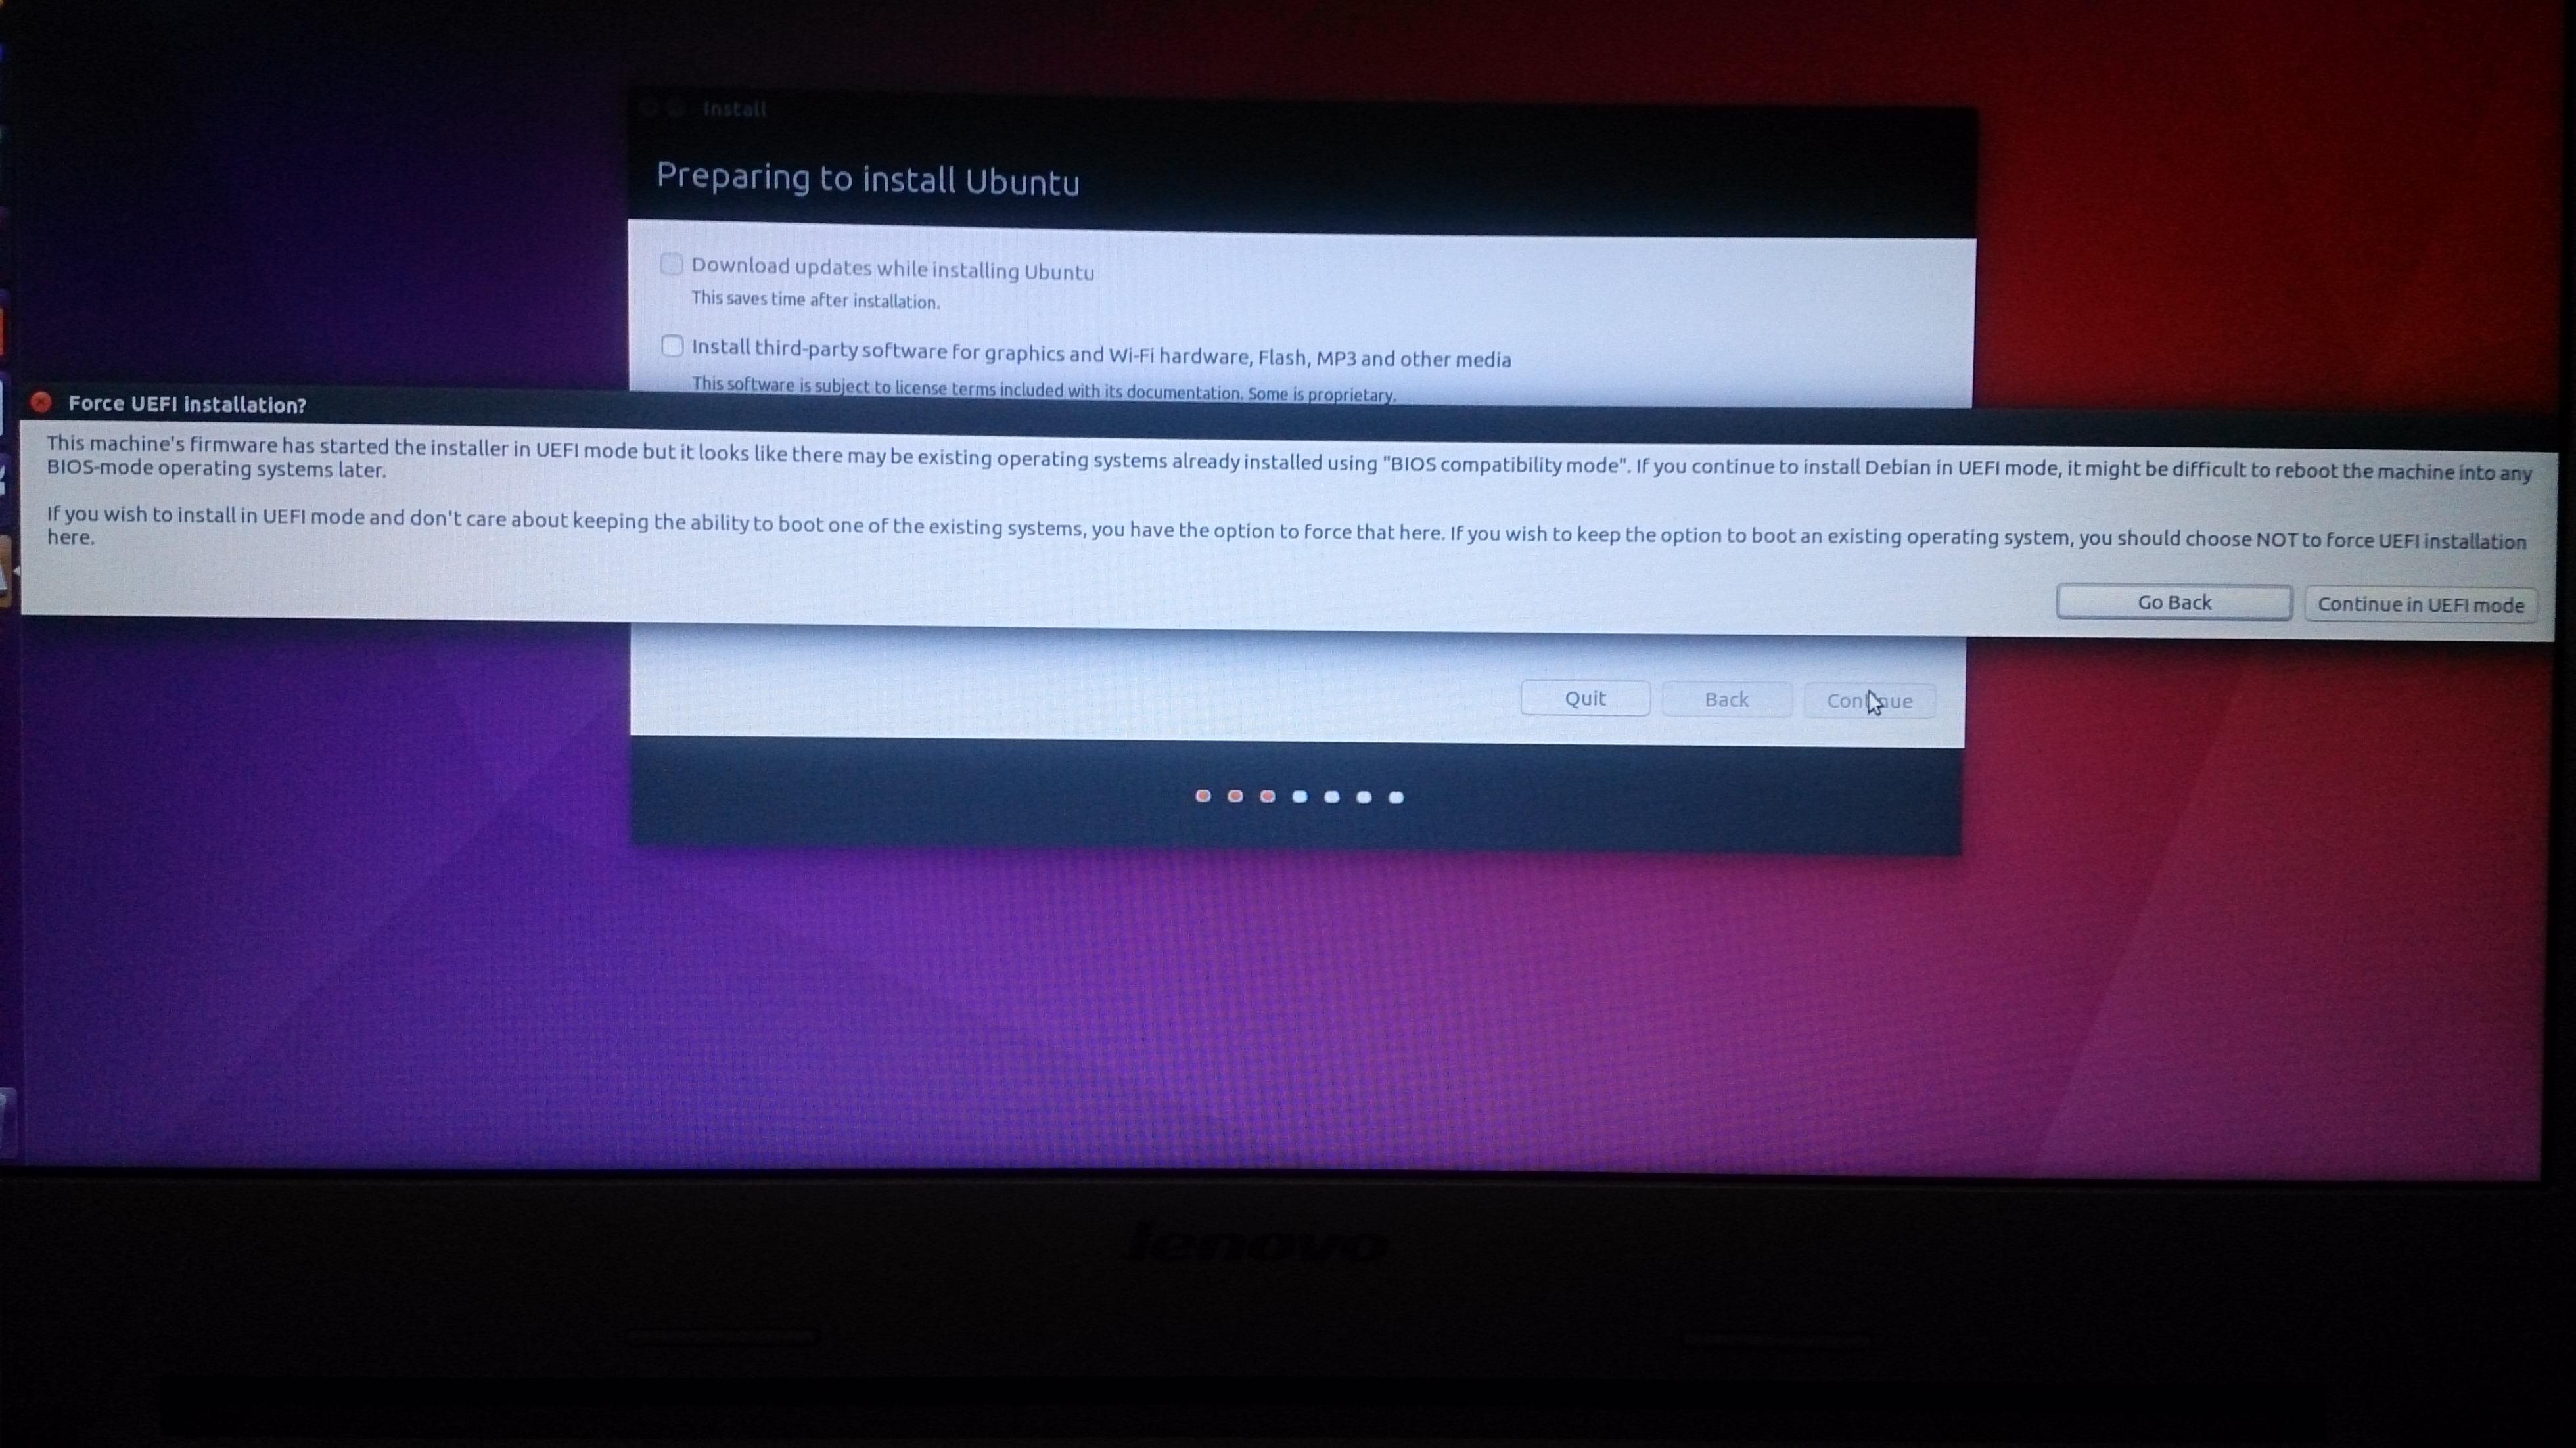 Install
Preparing to install Ubuntu
Download updates while installing Ubuntu
This saves time after installation.
Install third-party software for graphics and Wi-Fi hardware, Flash, MP3 and other media
This software is subject to license terms included with its documentation. Some is proprietary.
Force UEFI installation?
This machine's firmware has started the installer in UEFI mode but it looks like there may be existing operating systems already installed using "BIOS compatibility mode". If you continue to install Debian in UEFI mode, it might be difficult to reboot the machine into any
BIOS-mode operating systems later.
If you wish to install in UEFI mode and don't care about keeping the ability to boot one of the existing systems, you have the option to force that here. If you wish to keep the option to boot an existing operating system, you should choose NOT to force UEFI installation
here.
Go Back
Continue in UEFI mode
Quit
Back
Continue
lenovo